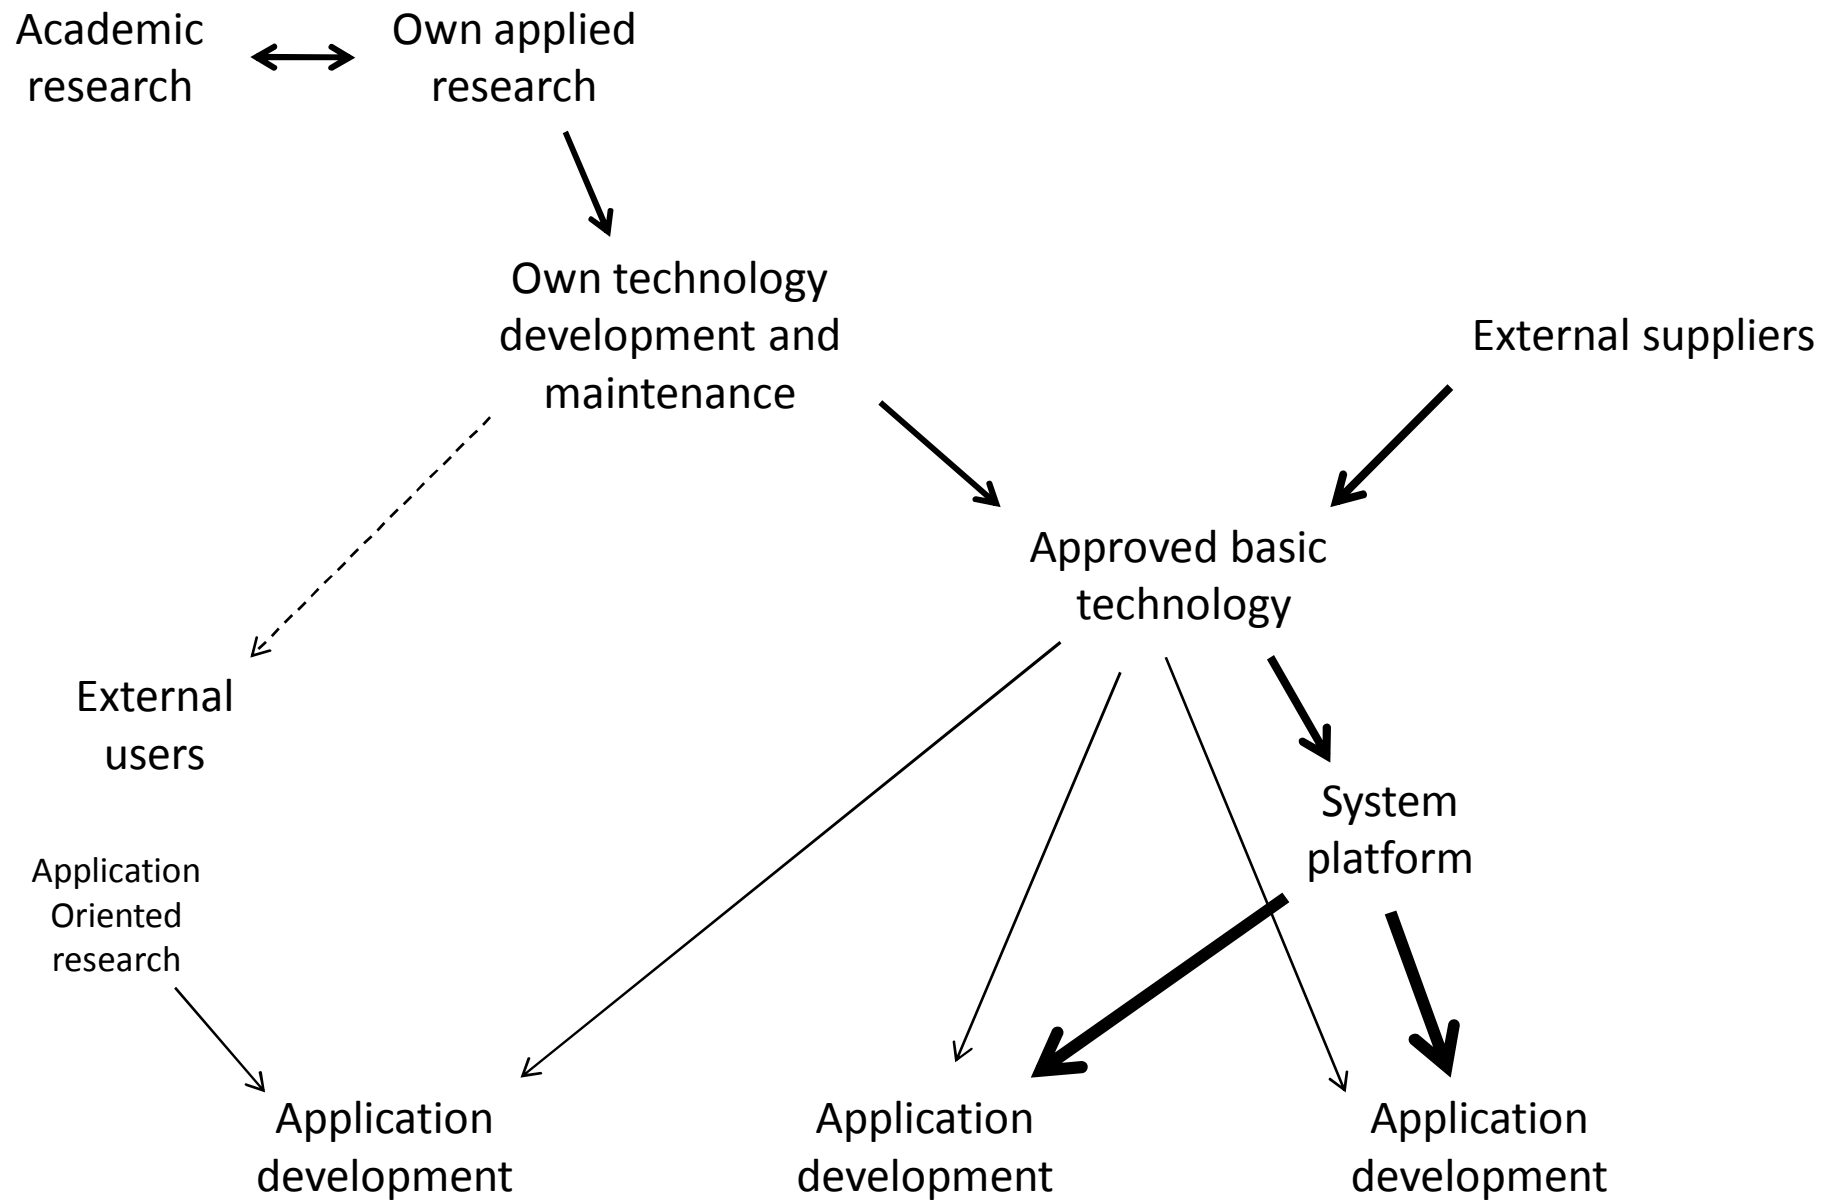 Academic
research
Own applied
research
Own technology
development and
maintenance
External suppliers
Approved basic
technology
External
users
System
platform
Application
Oriented
research
Application
development
Application
development
Application
development